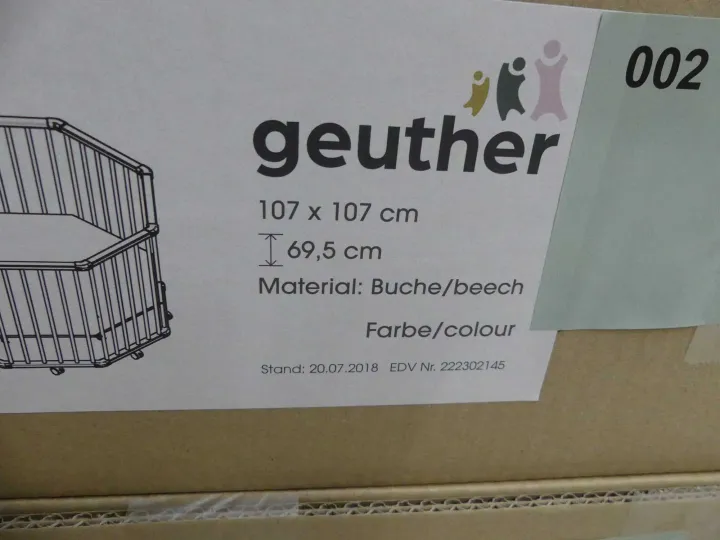 002
geuther
107 x 107 cm
69,5 cm
Material: Buche/beech
Farbe/colour
Stand: 20.07.2018 EDV Nr. 222302145